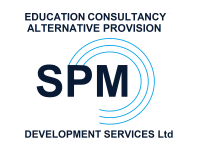 EDUCATION CONSULTANCY
ALTERNATIVE PROVISION
SPM
DEVELOPMENT SERVICES Ltd